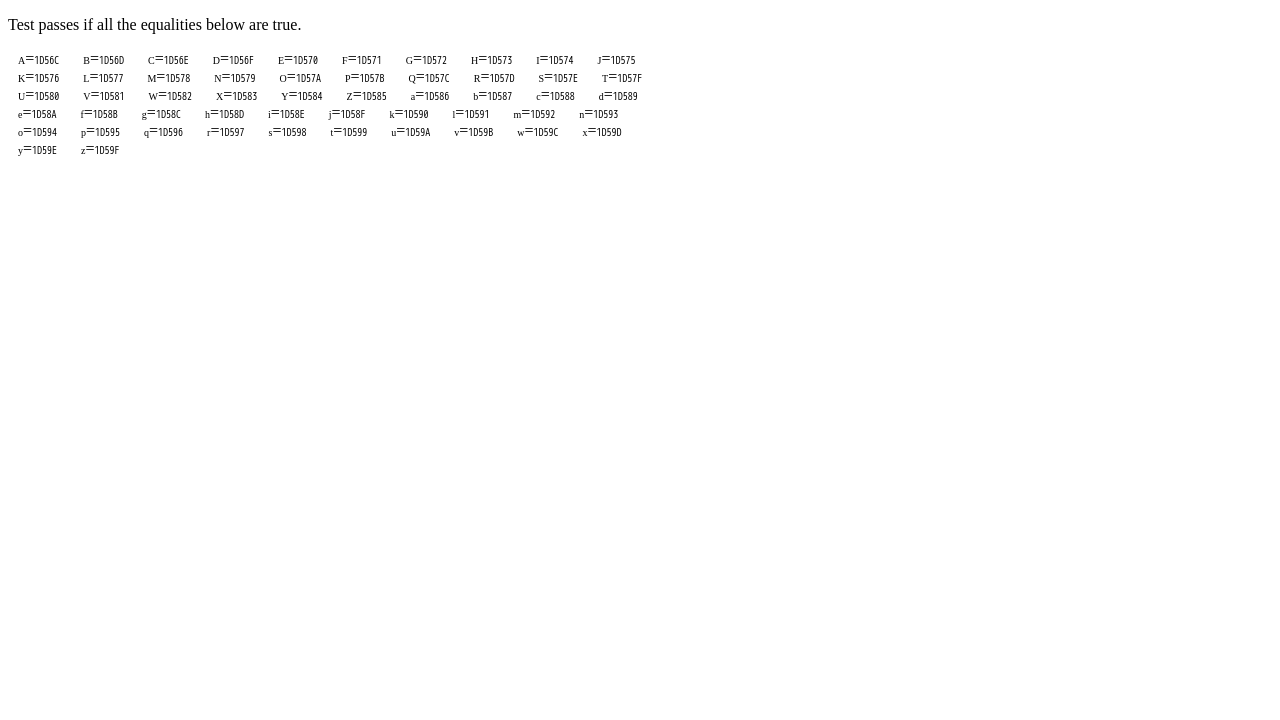 Test passes if all the equalities below are true.
A=1D56C B=1D56D C=1D56E D=1D56F E=1D570 F=1D571 G=1D572 H=1D573 I=1D574 J=1D575
K=1D576 L=1D577 M=1D578 N=1D579 O=1D57A P=1D57B Q=1D57C R=1D57D S=1D57E T=1D57F
U=1D580 V=1D581 W=1D582 X=1D583 Y=1D584 Z=1D585 a=1D586 b=1D587 c=1D588 d=1D589
e=1D58A f=1D58B g=1D58C h=1D58D i=1D58E j=1D58F k=1D590 l=1D591 m=1D592 n=1D593
o=1D594 p=1D595 q=1D596 r=1D597 s=1D598 t=1D599 u=1D59A v=1D59B w=1D59C x=1D59D
y=1D59E z=1D59F